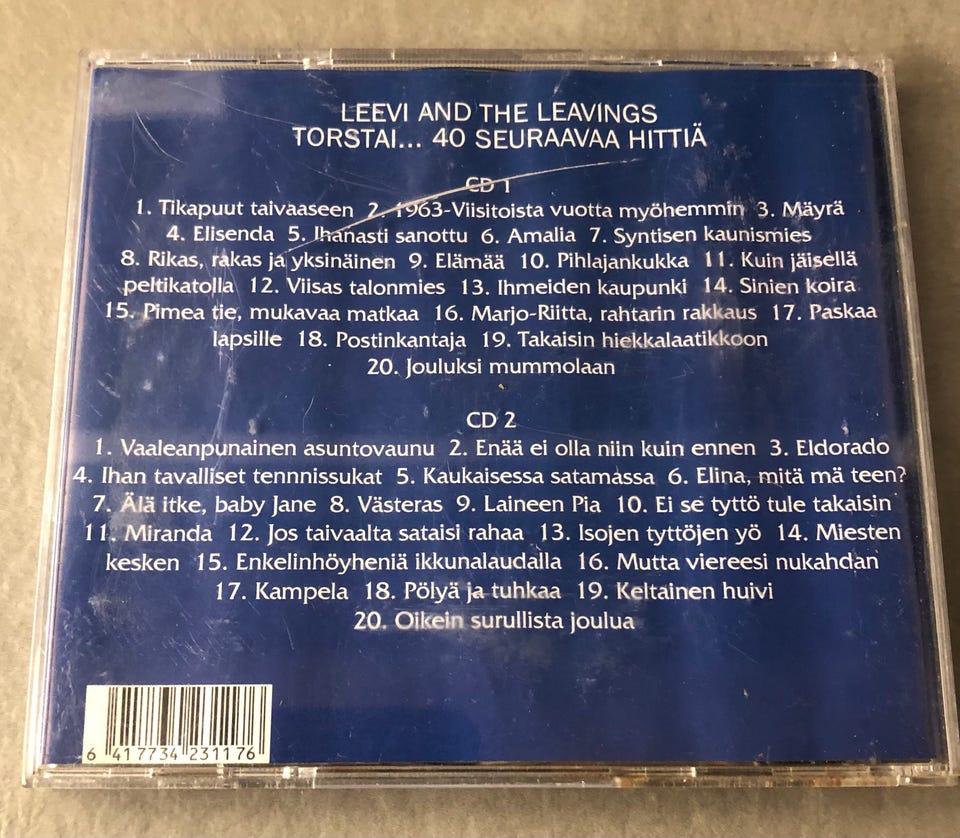 LEEVI AND THE LEAVINGS
TORSTAI... 40 SEURAAVAA HITTIÄ
CD 1
1. Tikapuut taivaaseen 2. 1963-Viisitoista vuotta myöhemmin 3. Mäyrä
4. Elisenda 5. Ihanasti sanottu 6. Amalia 7. Syntisen kaunismies
8. Rikas, rakas ja yksinäinen 9. Elämää 10. Pihlajankukka 11. Kuin jäisellä
peltikatolla 12. Viisas talonmies 13. Ihmeiden kaupunki 14. Sinien koira
15. Pimea tie, mukavaa matkaa 16. Marjo-Riitta, rahtarin rakkaus 17. Paskaa
lapsille 18. Postinkantaja 19. Takaisin hiekkalaatikkoon
20. Jouluksi mummolaan
CD 2
1. Vaaleanpunainen asuntovaunu 2. Enää ei olla niin kuin ennen 3. Eldorado
4. Ihan tavalliset tennnissukat 5. Kaukaisessa satamassa 6. Elina, mitä mä teen?
7. Älä itke, baby Jane 8. Västeras 9. Laineen Pia 10. Ei se tyttö tule takaisin
11. Miranda 12. Jos taivaalta sataisi rahaa 13. Isojen tyttöjen yö 14. Miesten
kesken 15. Enkelinhöyheniä ikkunalaudalla 16. Mutta viereesi nukahdan
17. Kampela 18. Pölyä ja tuhkaa 19. Keltainen huivi
20. Oikein surullista joulua
6 417734 231176